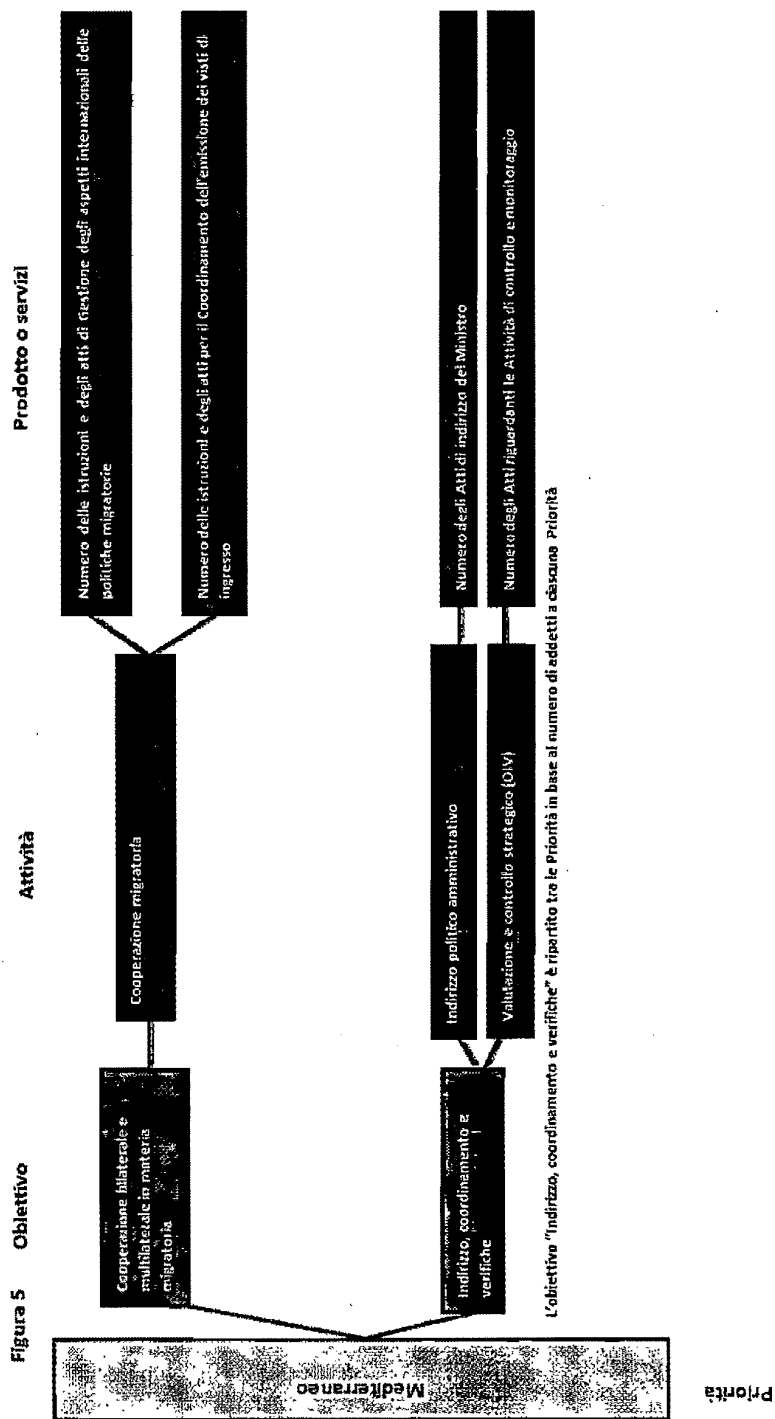 Figura 5
Obiettivo
Attività
Prodotto o servizi
Priorità
Mediterraneo
Cooperazione bilaterale e
multilaterale in materia
migratoria
Cooperazione migratoria
Numero delle istruzioni e degli atti di Gestione degli aspetti internazionali delle
politiche migratorie
Numero delle istruzioni e degli atti per il Coordinamento dell'emissione dei visti di
ingresso
Indirizzo, coordinamento e
verifiche
Indirizzo politico amministrativo
Numero degli Atti di indirizzo del Ministro
Valutazione e controllo strategico (OIV)
Numero degli Atti riguardanti le Attività di controllo e monitoraggio
L'obiettivo "Indirizzo, coordinamento e verifiche" è ripartito tra le Priorità in base al numero di addetti a ciascuna Priorità